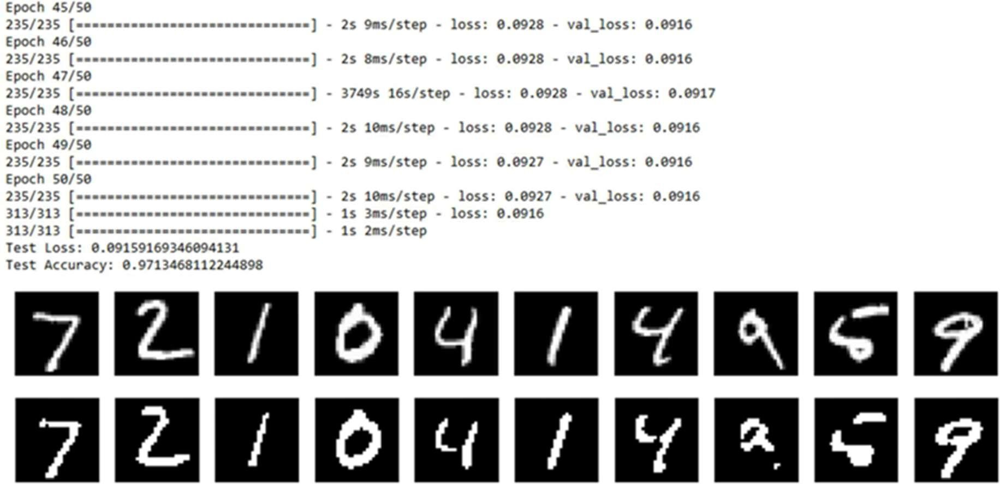 Epoch 45/50
235/235 [==============================] - 2s 9ms/step - loss: 0.0928 - val_loss: 0.0916
Epoch 46/50
235/235 [==============================] - 2s 8ms/step - loss: 0.0928 - val_loss: 0.0916
Epoch 47/50
235/235 [==============================] - 3749s 16s/step - loss: 0.0928 - val_loss: 0.0917
Epoch 48/50
235/235 [==============================] - 2s 10ms/step - loss: 0.0928 - val_loss: 0.0916
Epoch 49/50
235/235 [==============================] - 2s 9ms/step - loss: 0.0927 - val_loss: 0.0916
Epoch 50/50
235/235 [==============================] - 2s 10ms/step - loss: 0.0927 - val_loss: 0.0916
313/313 [==============================] - 1s 3ms/step - loss: 0.0916
313/313 [==============================] - 1s 2ms/step
Test Loss: 0.09159169346094131
Test Accuracy: 0.9713468112244898
7 2 1 0 4 1 4 9 5 9
7 2 1 0 4 1 4 9 5 9